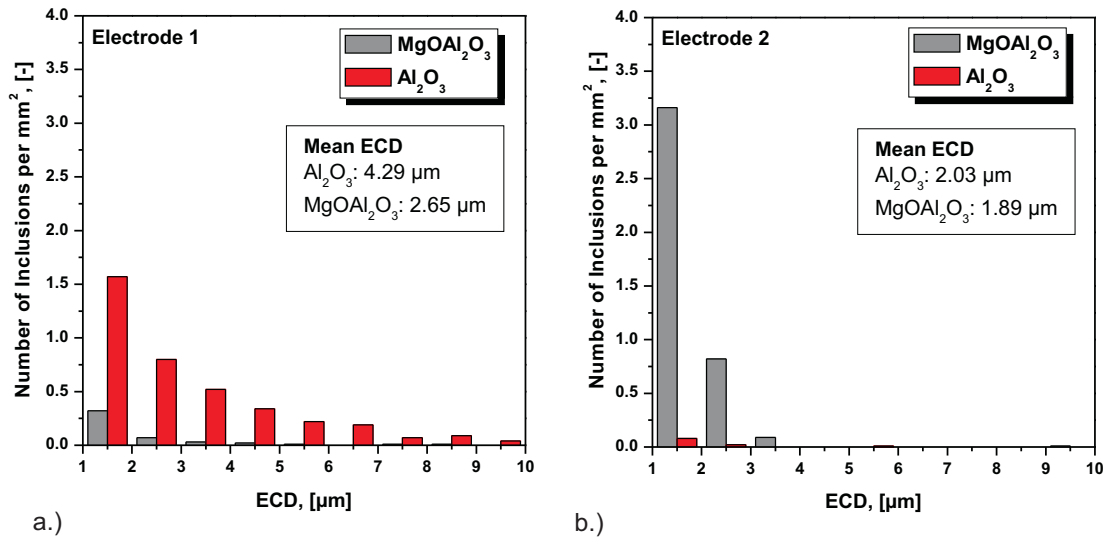 Electrode 1
MgOAl₂O₃
Al₂O₃
Mean ECD
Al₂O₃: 4.29 µm
MgOAl₂O₃: 2.65 µm
Number of Inclusions per mm², [-]
4.0
3.5
3.0
2.5
2.0
1.5
1.0
0.5
0.0
1 2 3 4 5 6 7 8 9 10
ECD, [µm]
a.)
Electrode 2
MgOAl₂O₃
Al₂O₃
Mean ECD
Al₂O₃: 2.03 µm
MgOAl₂O₃: 1.89 µm
Number of Inclusions per mm², [-]
4.0
3.5
3.0
2.5
2.0
1.5
1.0
0.5
0.0
1 2 3 4 5 6 7 8 9 10
ECD, [µm]
b.)